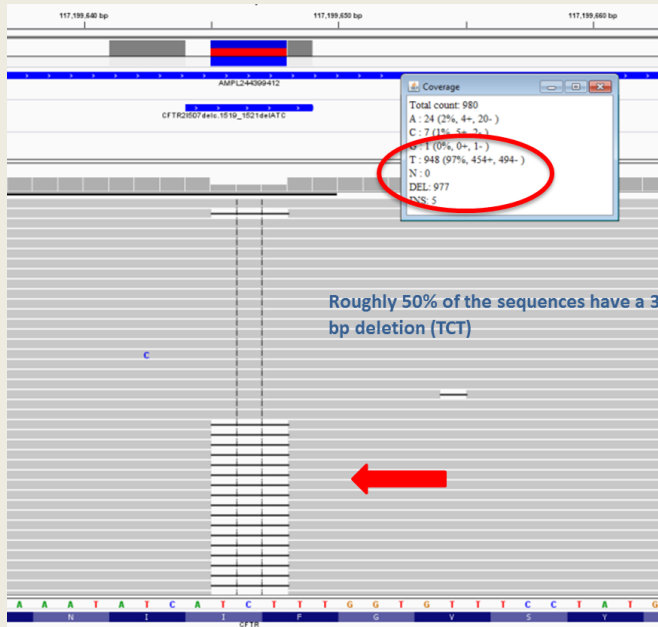 117,199,640 bp 117,199,650 bp 117,199,660 bp
AMPL244399412
CFTR2I507delc.1519_1521delATC
Coverage
Total count: 980
A : 24 (2%, 4+, 20- )
C : 7 (1%, 5+, 2- )
G : 1 (0%, 0+, 1- )
T : 948 (97%, 454+, 494- )
N : 0
DEL: 977
INS: 5
Roughly 50% of the sequences have a 3
bp deletion (TCT)
C
A A A T A T C A T C T T T G G T G T T T C C T A T G
N I I F G V S Y
CFTR